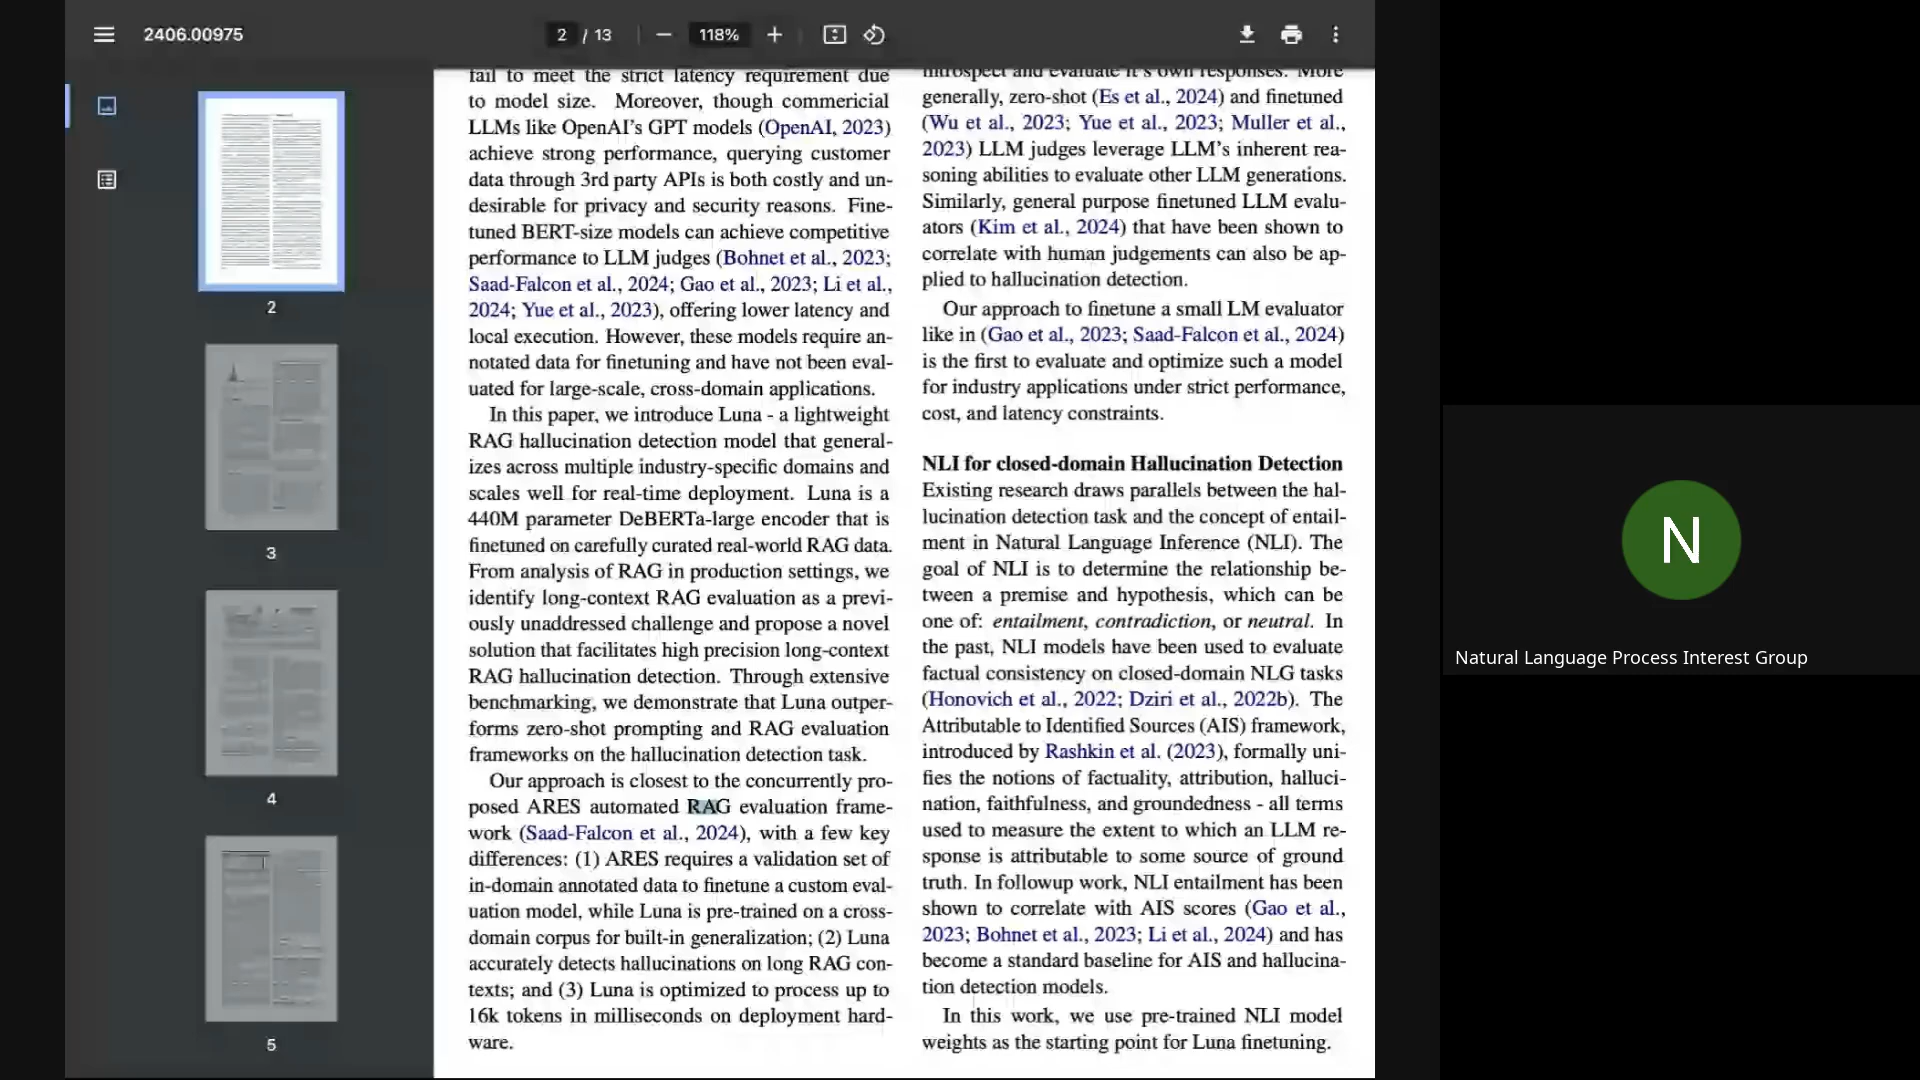 2406.00975
2 / 13
118%
2
3
4
5
fail to meet the strict latency requirement due
to model size. Moreover, though commericial
LLMs like OpenAI's GPT models (OpenAI, 2023)
achieve strong performance, querying customer
data through 3rd party APIs is both costly and un-
desirable for privacy and security reasons. Fine-
tuned BERT-size models can achieve competitive
performance to LLM judges (Bohnet et al., 2023;
Saad-Falcon et al., 2024; Gao et al., 2023; Li et al.,
2024; Yue et al., 2023), offering lower latency and
local execution. However, these models require an-
notated data for finetuning and have not been eval-
uated for large-scale, cross-domain applications.
In this paper, we introduce Luna - a lightweight
RAG hallucination detection model that general-
izes across multiple industry-specific domains and
scales well for real-time deployment. Luna is a
440M parameter DeBERTa-large encoder that is
finetuned on carefully curated real-world RAG data.
From analysis of RAG in production settings, we
identify long-context RAG evaluation as a previ-
ously unaddressed challenge and propose a novel
solution that facilitates high precision long-context
RAG hallucination detection. Through extensive
benchmarking, we demonstrate that Luna outper-
forms zero-shot prompting and RAG evaluation
frameworks on the hallucination detection task.
Our approach is closest to the concurrently pro-
posed ARES automated RAG evaluation frame-
work (Saad-Falcon et al., 2024), with a few key
differences: (1) ARES requires a validation set of
in-domain annotated data to finetune a custom eval-
uation model, while Luna is pre-trained on a cross-
domain corpus for built-in generalization; (2) Luna
accurately detects hallucinations on long RAG con-
texts; and (3) Luna is optimized to process up to
16k tokens in milliseconds on deployment hard-
ware.
introspect and evaluate it's own responses. More
generally, zero-shot (Es et al., 2024) and finetuned
(Wu et al., 2023; Yue et al., 2023; Muller et al.,
2023) LLM judges leverage LLM's inherent rea-
soning abilities to evaluate other LLM generations.
Similarly, general purpose finetuned LLM evalu-
ators (Kim et al., 2024) that have been shown to
correlate with human judgements can also be ap-
plied to hallucination detection.
Our approach to finetune a small LM evaluator
like in (Gao et al., 2023; Saad-Falcon et al., 2024)
is the first to evaluate and optimize such a model
for industry applications under strict performance,
cost, and latency constraints.
NLI for closed-domain Hallucination Detection
Existing research draws parallels between the hal-
lucination detection task and the concept of entail-
ment in Natural Language Inference (NLI). The
goal of NLI is to determine the relationship be-
tween a premise and hypothesis, which can be
one of: entailment, contradiction, or neutral. In
the past, NLI models have been used to evaluate
factual consistency on closed-domain NLG tasks
(Honovich et al., 2022; Dziri et al., 2022b). The
Attributable to Identified Sources (AIS) framework,
introduced by Rashkin et al. (2023), formally uni-
fies the notions of factuality, attribution, halluci-
nation, faithfulness, and groundedness - all terms
used to measure the extent to which an LLM re-
sponse is attributable to some source of ground
truth. In followup work, NLI entailment has been
shown to correlate with AIS scores (Gao et al.,
2023; Bohnet et al., 2023; Li et al., 2024) and has
become a standard baseline for AIS and hallucina-
tion detection models.
In this work, we use pre-trained NLI model
weights as the starting point for Luna finetuning.
N
Natural Language Process Interest Group